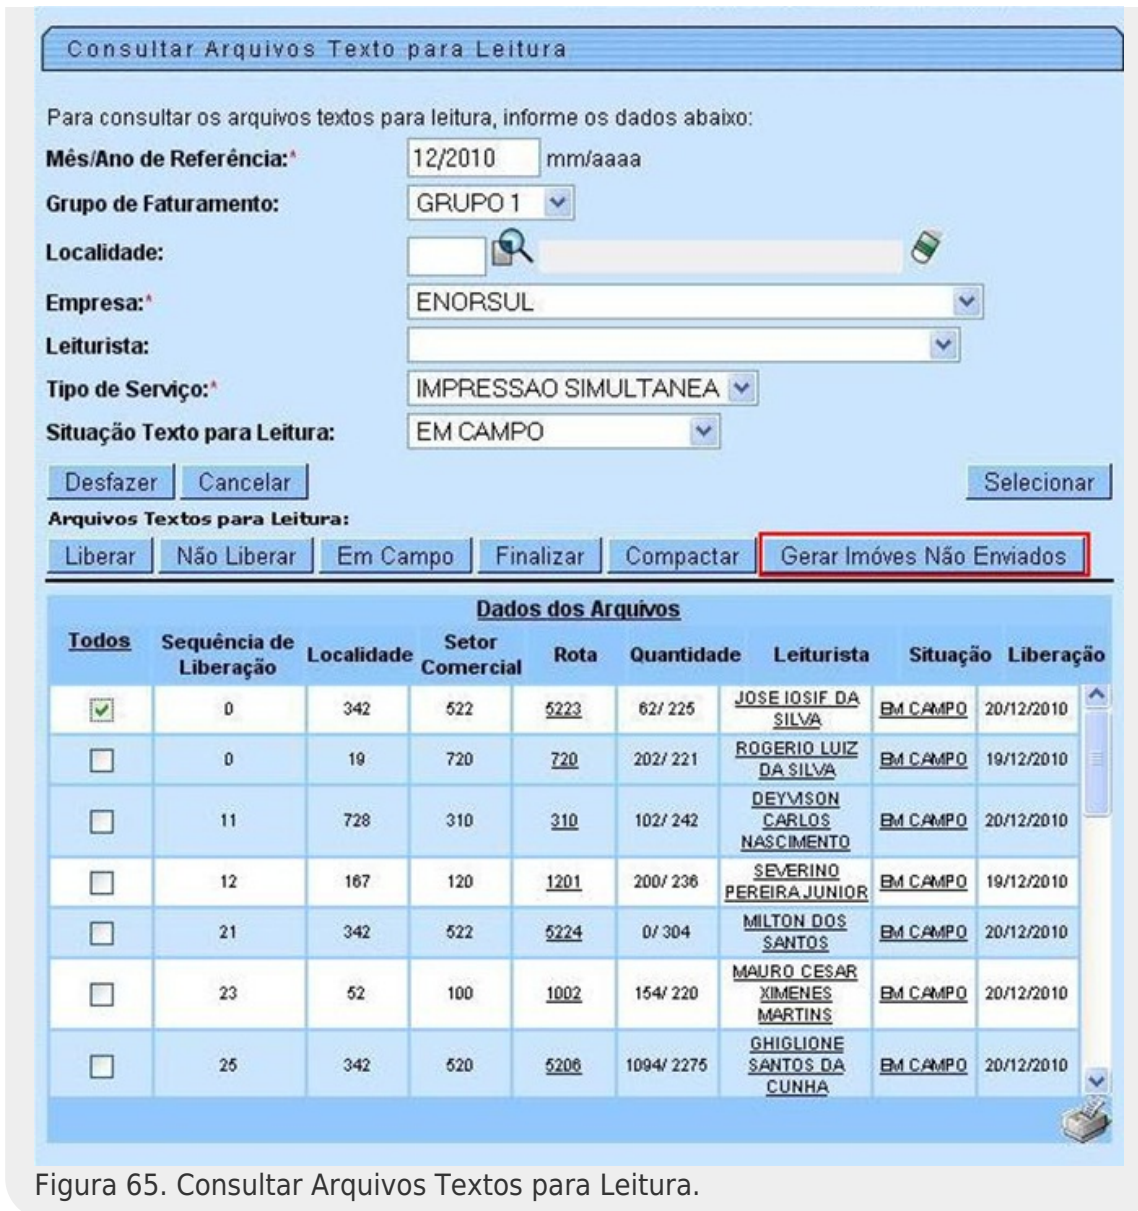 Consultar Arquivos Texto para Leitura
Para consultar os arquivos textos para leitura, informe os dados abaixo:
Mês/Ano de Referência:* 12/2010 mm/aaaa
Grupo de Faturamento: GRUPO 1
Localidade:
Empresa:* ENORSUL
Leiturista:
Tipo de Serviço:* IMPRESSAO SIMULTANEA
Situação Texto para Leitura: EM CAMPO
Desfazer Cancelar Selecionar
Arquivos Textos para Leitura:
Liberar Não Liberar Em Campo Finalizar Compactar Gerar Imóves Não Enviados
Dados dos Arquivos
Todos Sequência de Liberação Localidade Setor Comercial Rota Quantidade Leiturista Situação Liberação
0 342 522 5223 62/ 225 JOSE IOSIF DA SILVA EM CAMPO 20/12/2010
0 19 720 720 202/ 221 ROGERIO LUIZ DA SILVA EM CAMPO 19/12/2010
11 728 310 310 102/ 242 DEYVISON CARLOS NASCIMENTO EM CAMPO 20/12/2010
12 167 120 1201 200/ 236 SEVERINO PEREIRA JUNIOR EM CAMPO 19/12/2010
21 342 522 5224 0/ 304 MILTON DOS SANTOS EM CAMPO 20/12/2010
23 52 100 1002 154/ 220 MAURO CESAR XIMENES MARTINS EM CAMPO 20/12/2010
25 342 520 5206 1094/ 2275 GHIGLIONE SANTOS DA CUNHA EM CAMPO 20/12/2010
Figura 65. Consultar Arquivos Textos para Leitura.